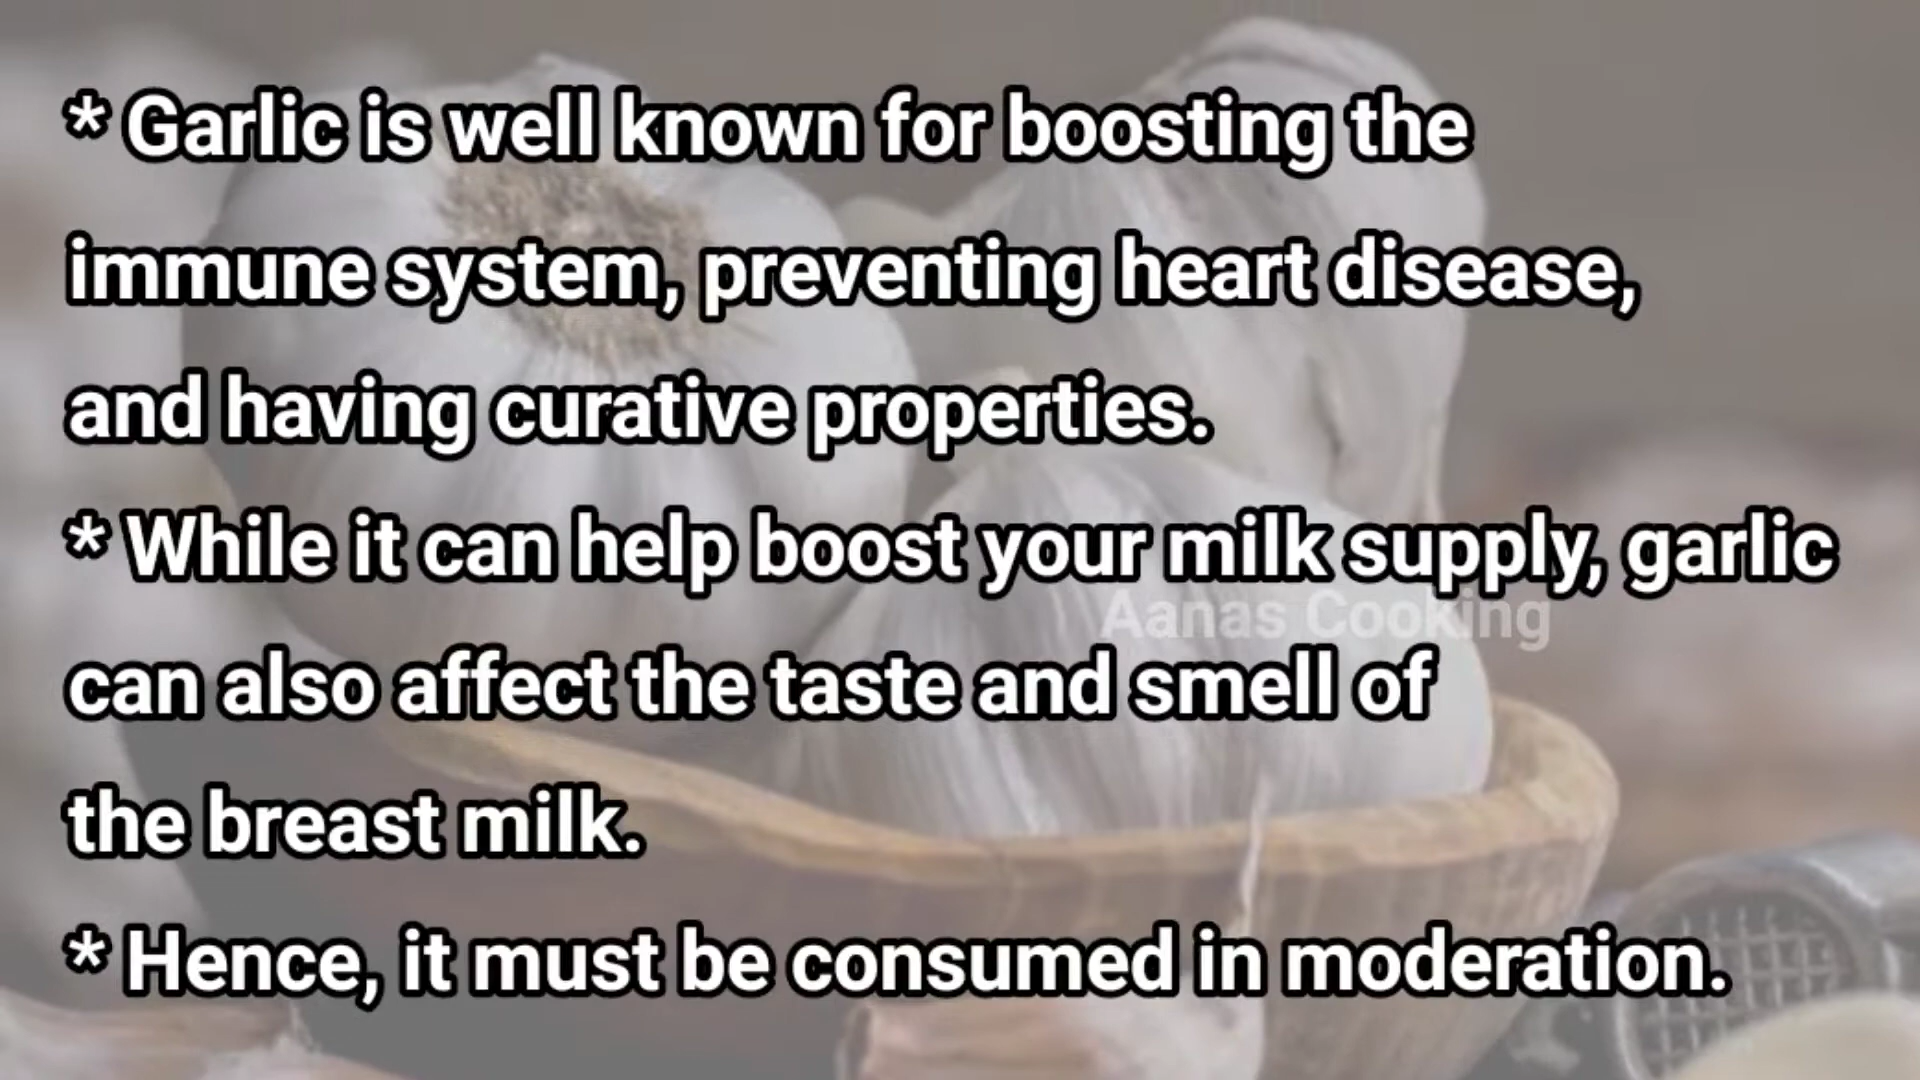 * Garlic is well known for boosting the
immune system, preventing heart disease,
and having curative properties.
* While it can help boost your milk supply, garlic
Aanas Cooking
can also affect the taste and smell of
the breast milk.
* Hence, it must be consumed in moderation.